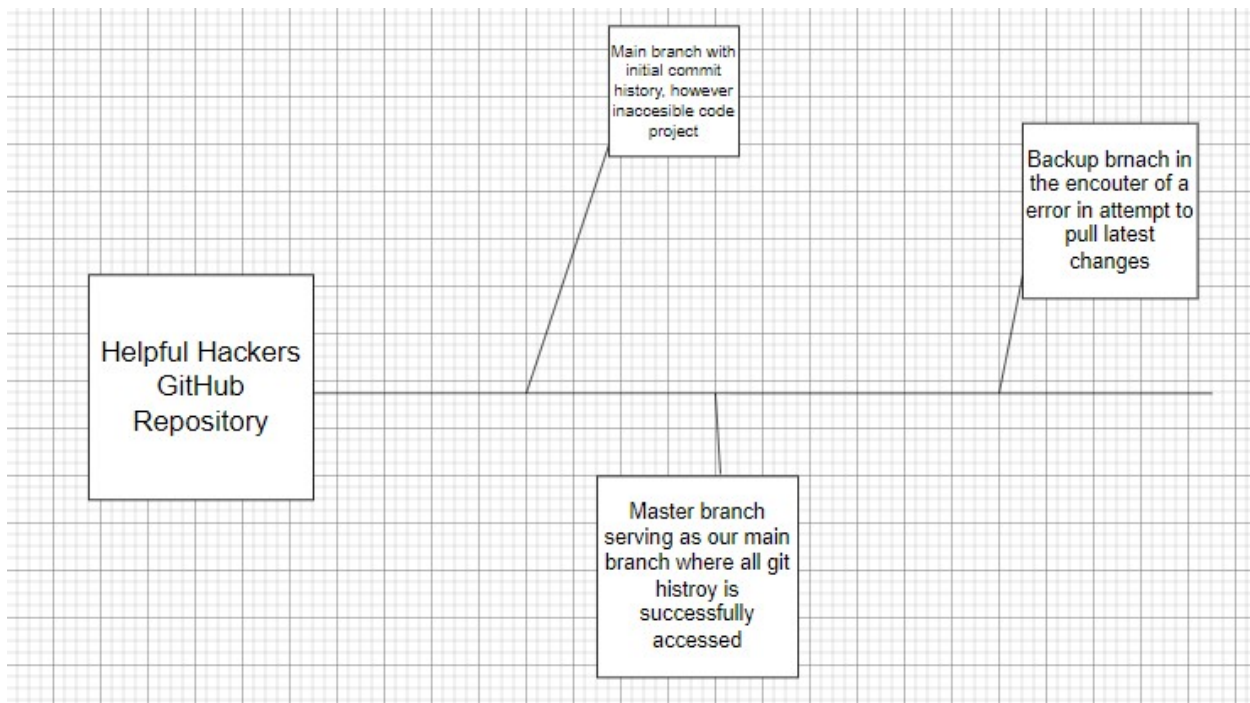 Main branch with
initial commit
history, however
inaccesible code
project
Backup brnach in
the encouter of a
error in attempt to
pull latest
changes
Helpful Hackers
GitHub
Repository
Master branch
serving as our main
branch where all git
histroy is
successfully
accessed